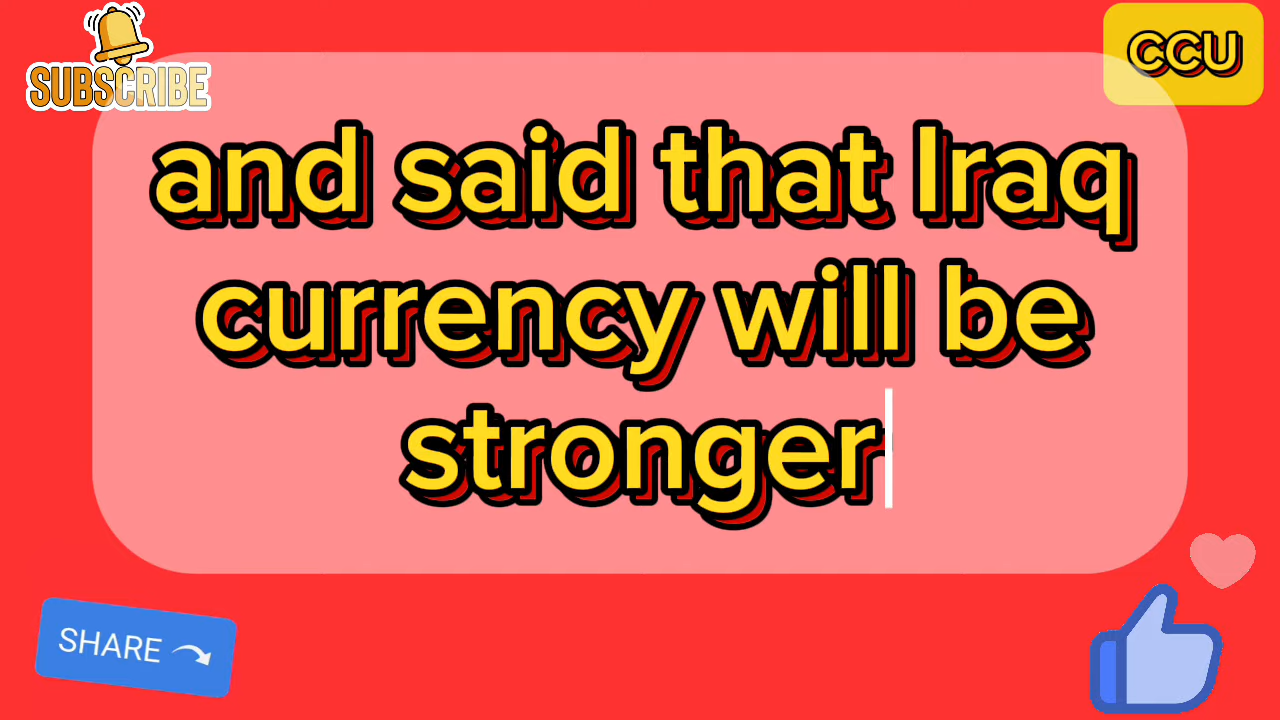 SUBSCRIBE
CCU
and said that Iraq
currency will be
stronger
SHARE